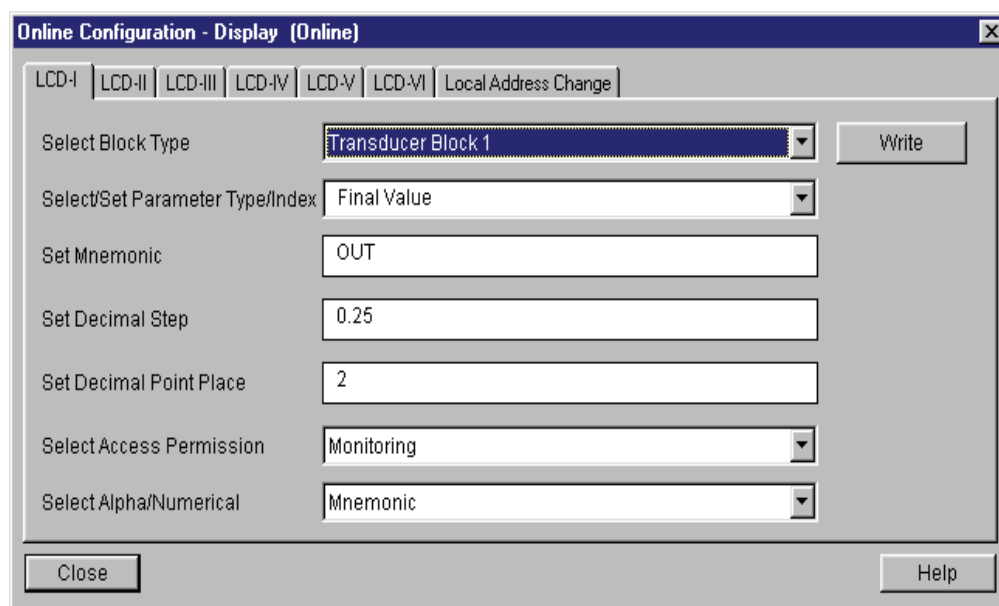 Online Configuration - Display (Online)
LCD-I LCD-II LCD-III LCD-IV LCD-V LCD-VI Local Address Change
Select Block Type Transducer Block 1 Write
Select/Set Parameter Type/Index Final Value
Set Mnemonic OUT
Set Decimal Step 0.25
Set Decimal Point Place 2
Select Access Permission Monitoring
Select Alpha/Numerical Mnemonic
Close Help